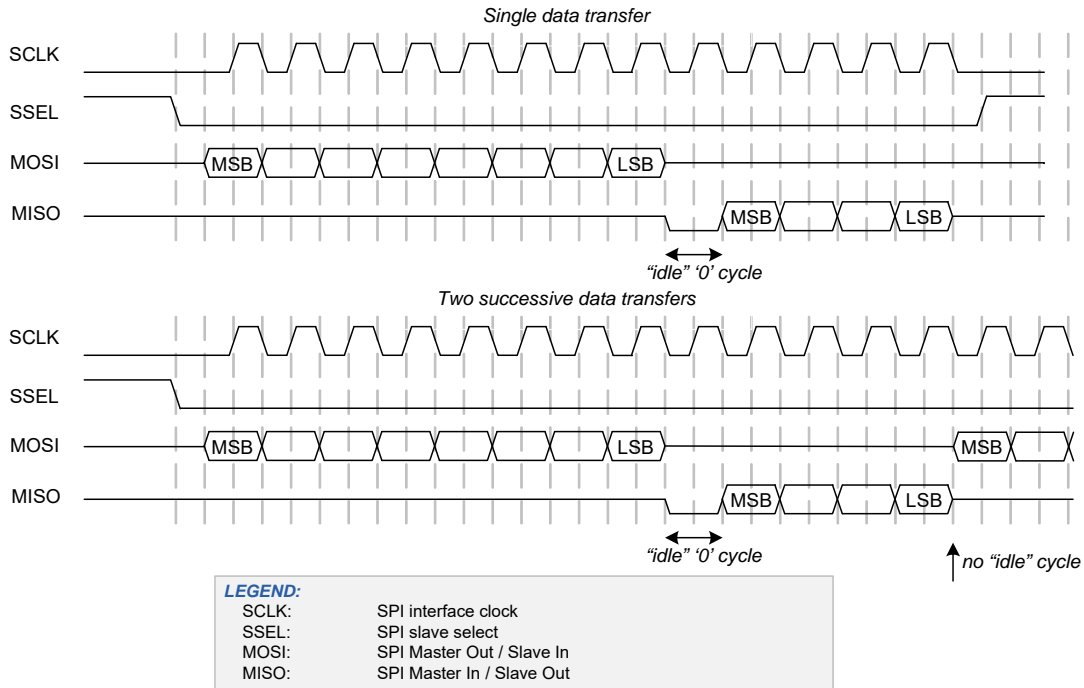 Single data transfer
SCLK
SSEL
MOSI MSB LSB
MISO MSB LSB
“idle” ‘0’ cycle
Two successive data transfers
SCLK
SSEL
MOSI MSB LSB MSB
MISO MSB LSB
“idle” ‘0’ cycle no “idle” cycle
LEGEND:
SCLK: SPI interface clock
SSEL: SPI slave select
MOSI: SPI Master Out / Slave In
MISO: SPI Master In / Slave Out